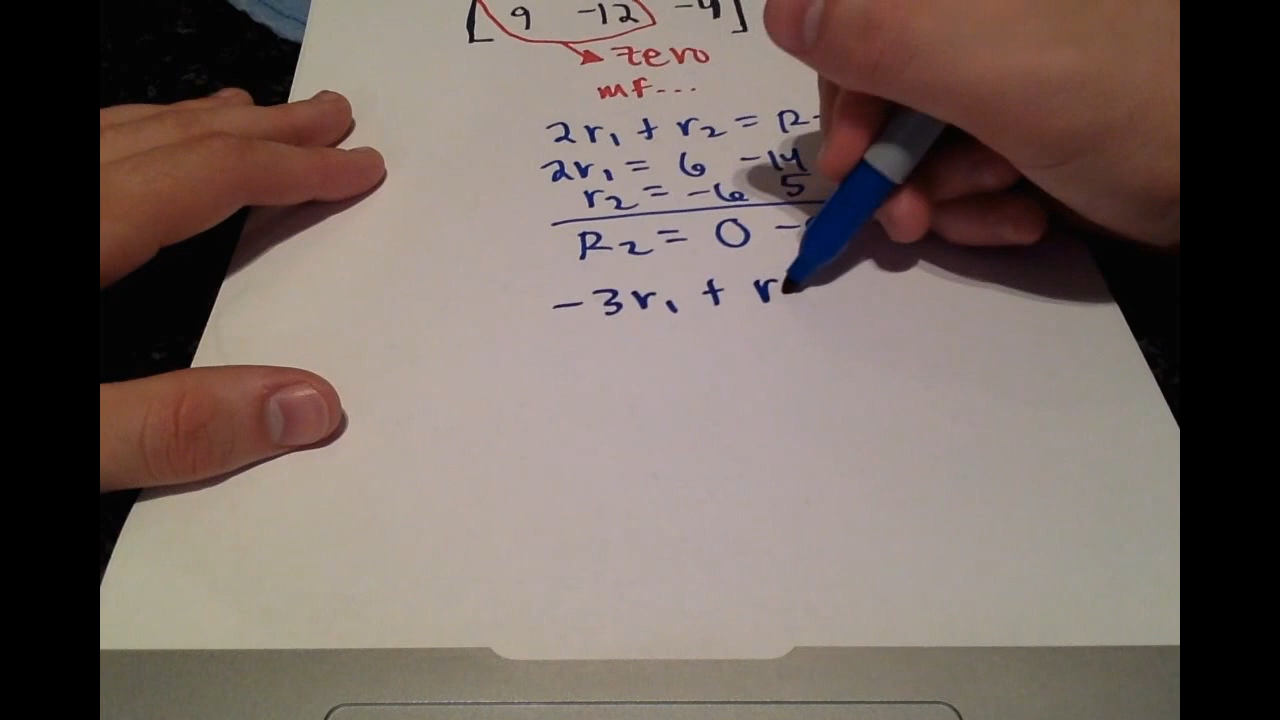 [ 9 -12 -4 ]
zero
mf...
2r₁ + r₂ = R
2r₁ = 6 -14
r₂ = -6 5
R₂ = 0 -
-3r₁ + r